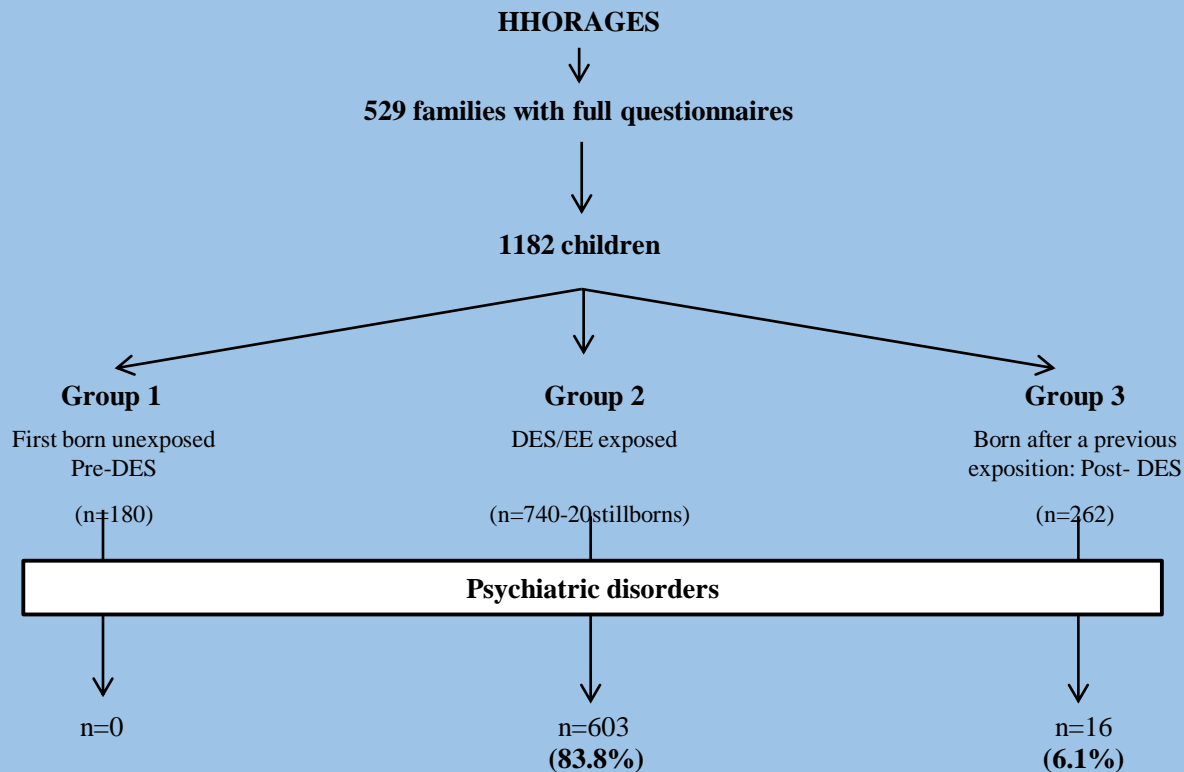 HHORAGES
529 families with full questionnaires
1182 children
Group 1
First born unexposed
Pre-DES
(n=180)
Group 2
DES/EE exposed
(n=740-20stillborns)
Group 3
Born after a previous
exposition: Post- DES
(n=262)
Psychiatric disorders
n=0
n=603
(83.8%)
n=16
(6.1%)